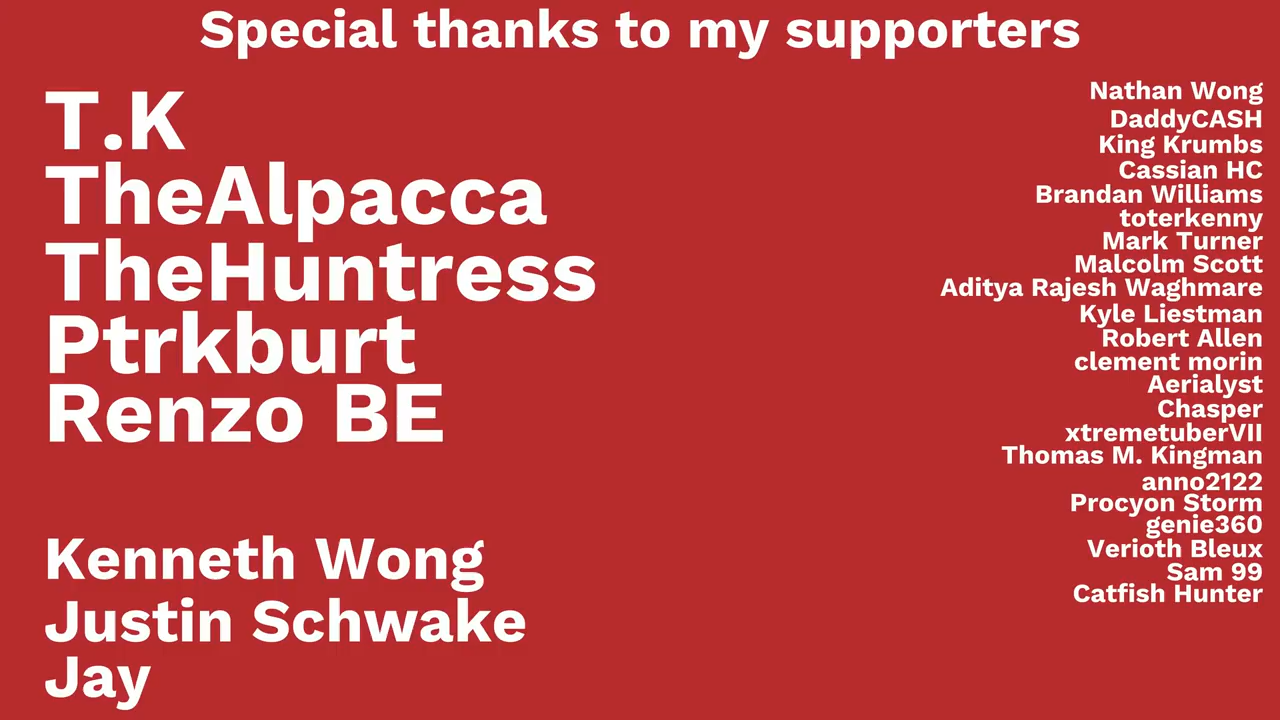 Special thanks to my supporters
T.K
TheAlpacca
TheHuntress
Ptrkburt
Renzo BE
Kenneth Wong
Justin Schwake
Jay
Nathan Wong
DaddyCASH
King Krumbs
Cassian HC
Brandan Williams
toterkenny
Mark Turner
Malcolm Scott
Aditya Rajesh Waghmare
Kyle Liestman
Robert Allen
clement morin
Aerialyst
Chasper
xtremetuberVII
Thomas M. Kingman
anno2122
Procyon Storm
genie360
Verioth Bleux
Sam 99
Catfish Hunter